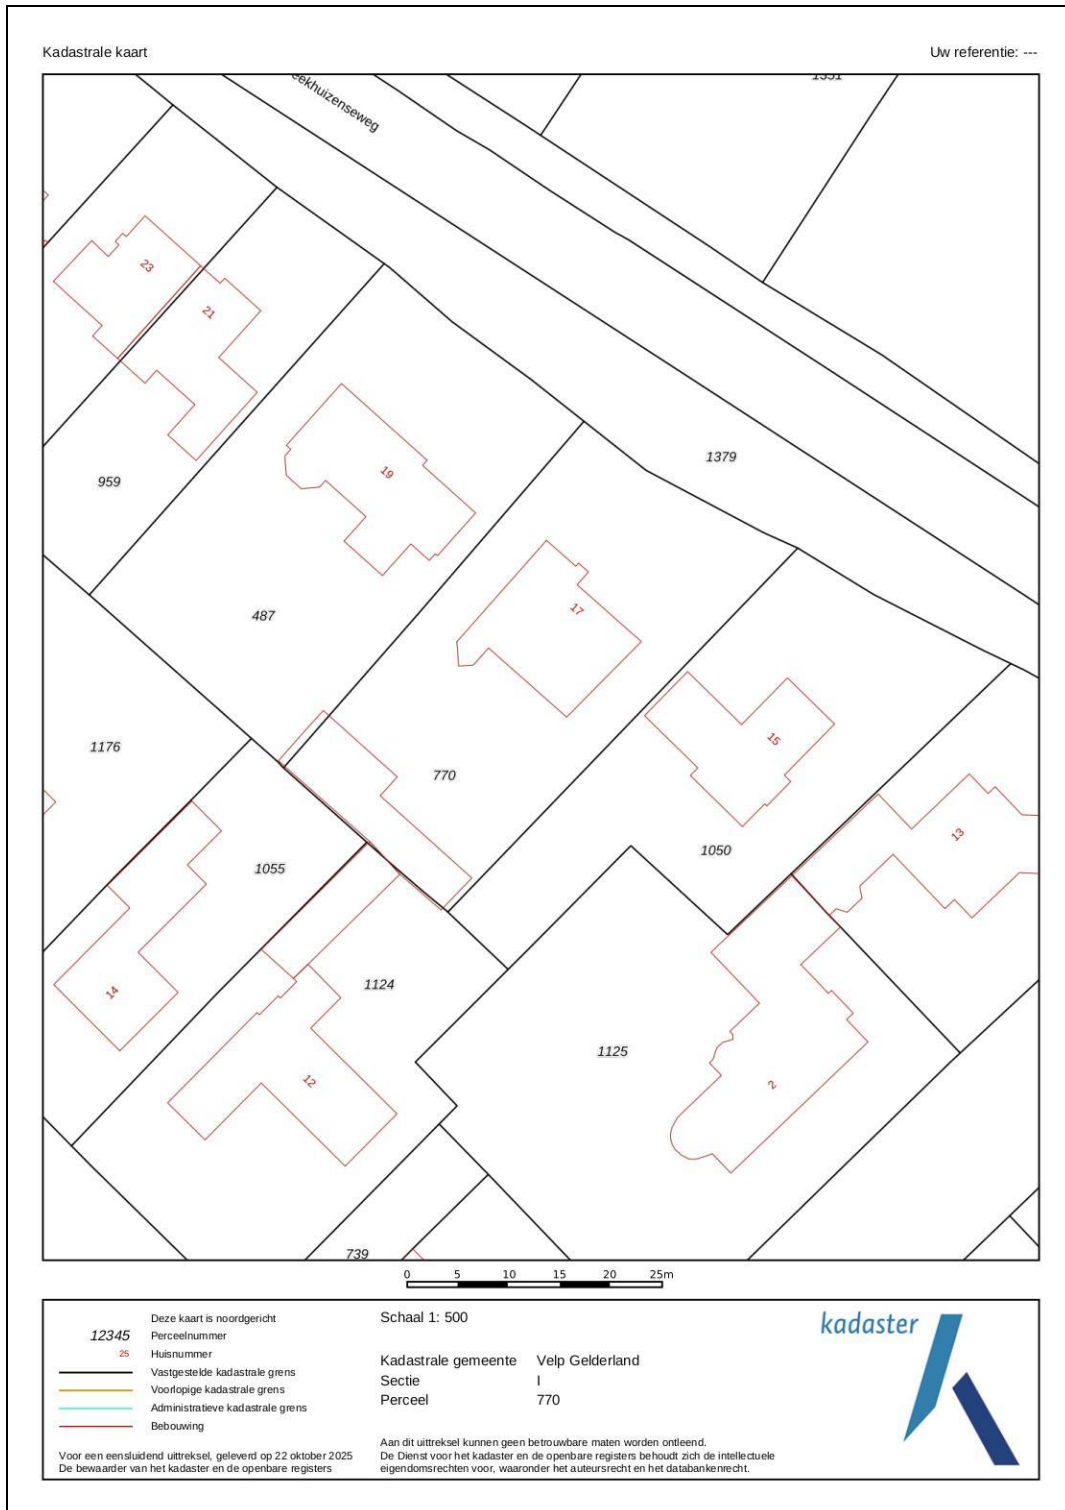 Kadastrale kaart
Uw referentie: ---
1351
eekhuizenseweg
23
21
19
1379
959
17
487
15
1176
770
13
1050
1055
14
1124
12
1125
2
739
0 5 10 15 20 25m
Deze kaart is noordgericht
12345 Perceelnummer
25 Huisnummer
Vastgestelde kadastrale grens
Voorlopige kadastrale grens
Administratieve kadastrale grens
Bebouwing
Voor een eensluidend uittreksel, geleverd op 22 oktober 2025
De bewaarder van het kadaster en de openbare registers
Schaal 1: 500
Kadastrale gemeente Velp Gelderland
Sectie I
Perceel 770
Aan dit uittreksel kunnen geen betrouwbare maten worden ontleend.
De Dienst voor het kadaster en de openbare registers behoudt zich de intellectuele
eigendomsrechten voor, waaronder het auteursrecht en het databankenrecht.
kadaster